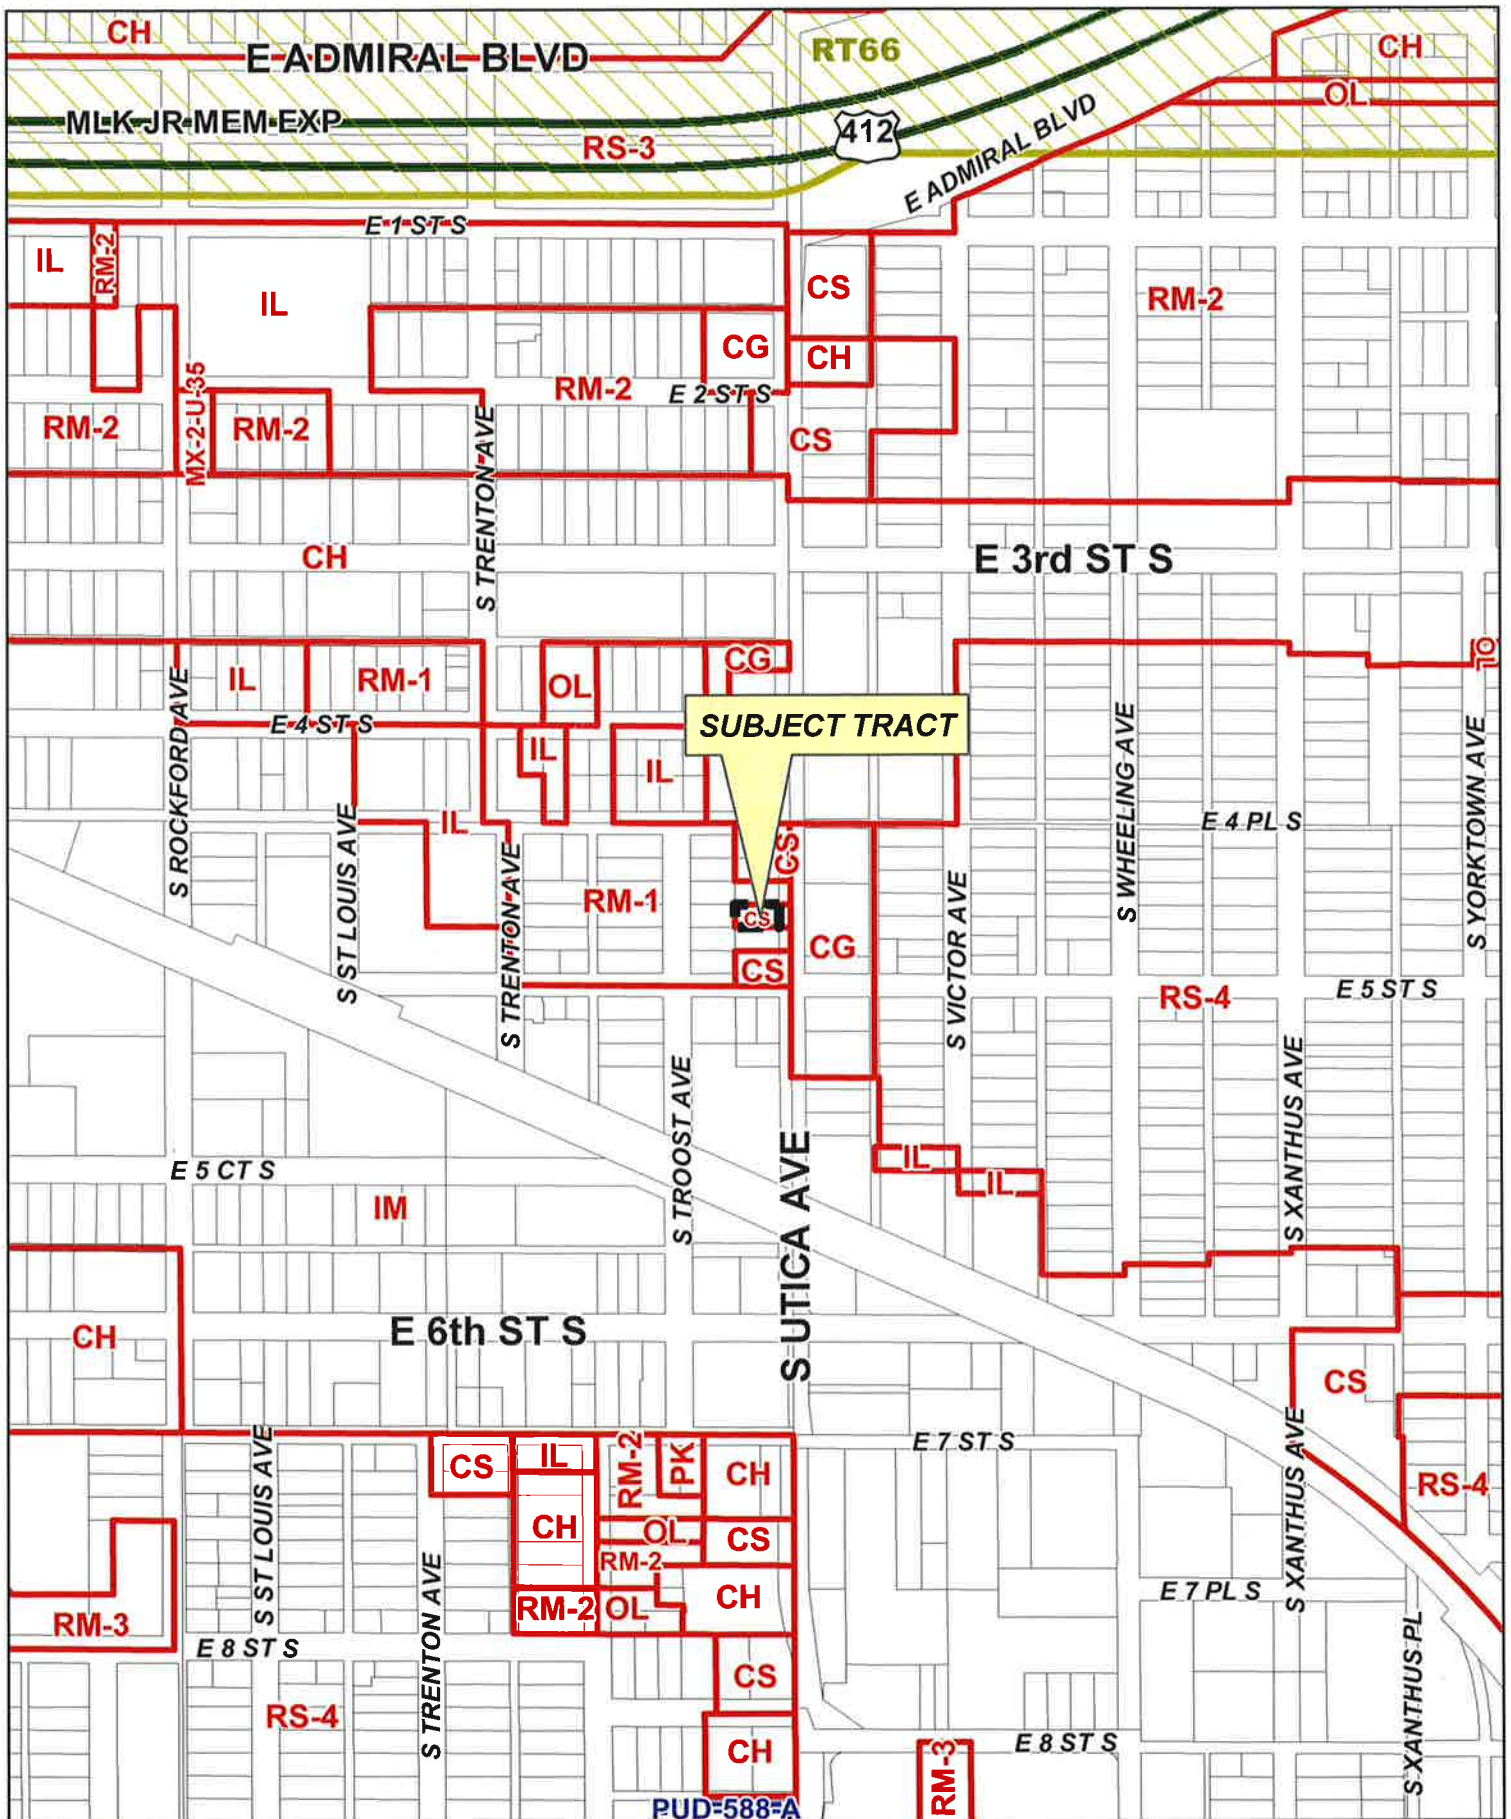 CH
E ADMIRAL BLVD
RT66
CH
OL
MLK JR MEM EXP
RS-3
412
E ADMIRAL BLVD
E 1 ST S
IL
RM-2
IL
CS
RM-2
CG
CH
RM-2
E 2 ST S
MX-2-U-35
RM-2
RM-2
CS
S TRENTON AVE
CH
E 3rd ST S
CG
OL
IL
RM-1
OL
S ROCKFORD AVE
E 4 ST S
SUBJECT TRACT
IL
IL
S WHEELING AVE
S YORKTOWN AVE
IL
E 4 PL S
S ST LOUIS AVE
S TRENTON AVE
CS
RM-1
CS
CG
S VICTOR AVE
CS
RS-4
E 5 ST S
S TROOST AVE
S XANTHUS AVE
S UTICA AVE
E 5 CT S
IL
IL
IM
E 6th ST S
CH
CS
S ST LOUIS AVE
CS
IL
RM-2
PK
CH
E 7 ST S
S XANTHUS AVE
RS-4
CH
OL
CS
RM-2
S TRENTON AVE
RM-2
OL
CH
E 7 PL S
RM-3
E 8 ST S
S XANTHUS PL
CS
RS-4
CH
E 8 ST S
RM-3
PUD-588-A